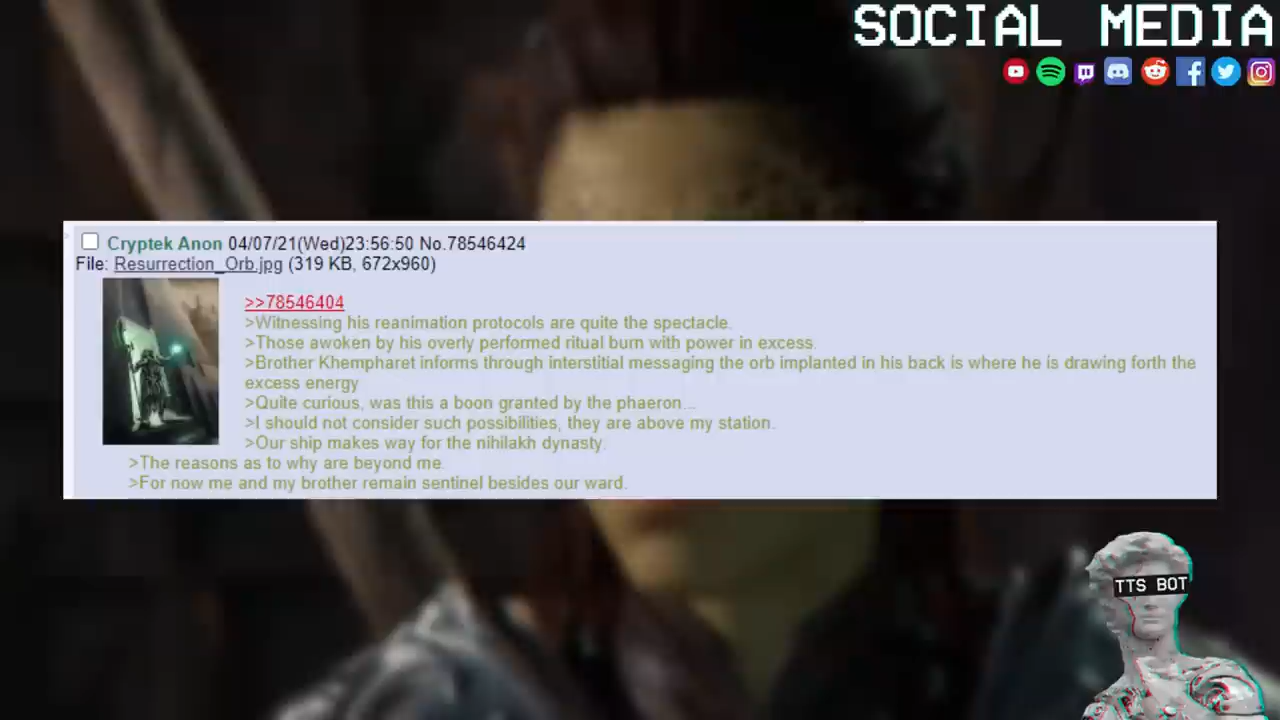 SOCIAL MEDIA
Cryptek Anon 04/07/21(Wed)23:56:50 No.78546424
File: Resurrection_Orb.jpg (319 KB, 672x960)
>>78546404
>Witnessing his reanimation protocols are quite the spectacle.
>Those awoken by his overly performed ritual burn with power in excess.
>Brother Khempharet informs through interstitial messaging the orb implanted in his back is where he is drawing forth the
excess energy
>Quite curious, was this a boon granted by the phaeron...
>I should not consider such possibilities, they are above my station.
>Our ship makes way for the nihilakh dynasty.
>The reasons as to why are beyond me.
>For now me and my brother remain sentinel besides our ward.
TTS BOT